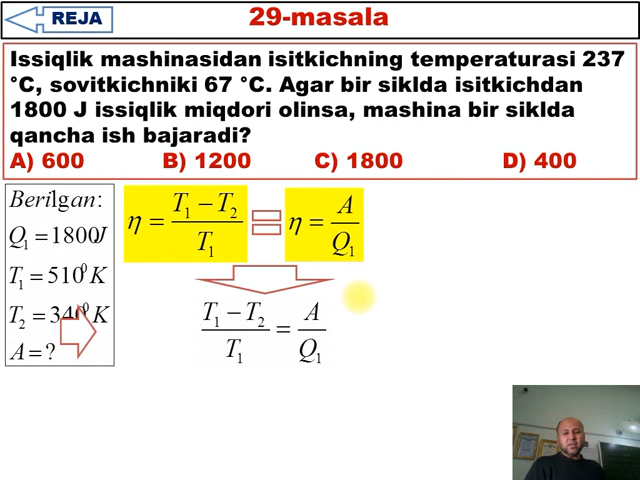 REJA
29-masala
Issiqlik mashinasidan isitkichning temperaturasi 237
°C, sovitkichniki 67 °C. Agar bir siklda isitkichdan
1800 J issiqlik miqdori olinsa, mashina bir siklda
qancha ish bajaradi?
A) 600 B) 1200 C) 1800 D) 400
Berilgan:
Q₁ = 1800J
T₁ = 510⁰ K
T₂ = 340⁰ K
A = ?
η = (T₁ − T₂) / T₁ = η = A / Q₁
(T₁ − T₂) / T₁ = A / Q₁